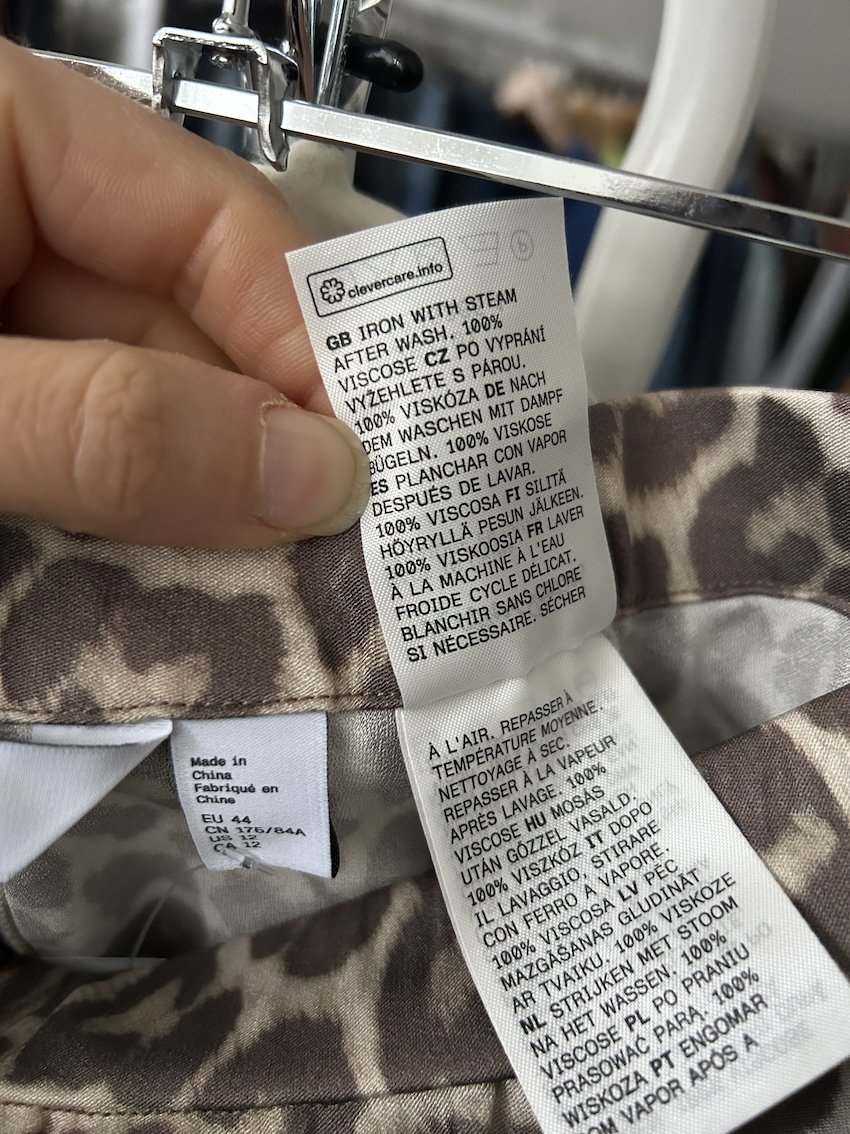 clevercare.info
GB IRON WITH STEAM
AFTER WASH. 100%
VISCOSE CZ PO VYPRÁNÍ
VYŽEHLETE S PÁROU.
100% VISKÓZA DE NACH
DEM WASCHEN MIT DAMPF
BÜGELN. 100% VISKOSE
ES PLANCHAR CON VAPOR
DESPUÉS DE LAVAR.
100% VISCOSA FI SILITÄ
HÖYRYLLÄ PESUN JÄLKEEN.
100% VISKOOSIA FR LAVER
À LA MACHINE À L'EAU
FROIDE CYCLE DÉLICAT.
BLANCHIR SANS CHLORE
SI NÉCESSAIRE. SÉCHER
À L'AIR. REPASSER À
TEMPÉRATURE MOYENNE.
NETTOYAGE À SEC.
REPASSER À LA VAPEUR
APRÈS LAVAGE. 100%
VISCOSE HU MOSÁS
UTÁN GŐZZEL VASALD.
100% VISZKÓZ IT DOPO
IL LAVAGGIO, STIRARE
CON FERRO A VAPORE.
100% VISCOSA LV PĒC
MAZGĀŠANAS GLUDINĀT
AR TVAIKU. 100% VISKOZE
NL STRIJKEN MET STOOM
NA HET WASSEN. 100%
VISCOSE PL PO PRANIU
PRASOWAĆ PARĄ. 100%
WISKOZA PT ENGOMAR
COM VAPOR APÓS A
Made in
China
Fabriqué en
Chine
EU 44
CN 175/84A
US 12
CA 12